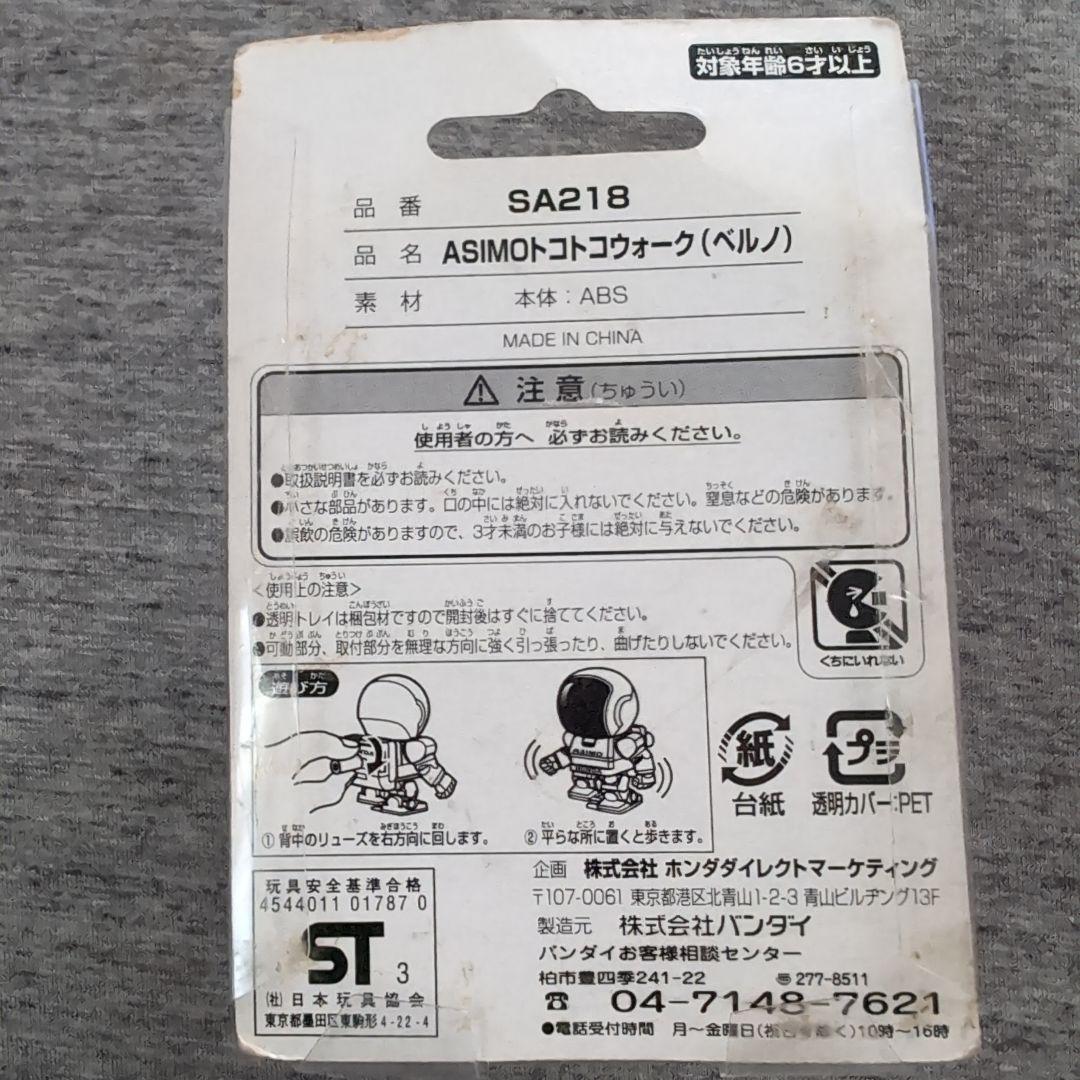 対象年齢6才以上
品番 SA218
品名 ASIMOトコトコウォーク(ベルノ)
素材 本体：ABS
MADE IN CHINA
⚠ 注意(ちゅうい)
使用者の方へ 必ずお読みください。
●取扱説明書を必ずお読みください。
●小さな部品があります。口の中には絶対に入れないでください。窒息などの危険があります。
●誤飲の危険がありますので、3才未満のお子様には絶対に与えないでください。
<使用上の注意>
●透明トレイは梱包材ですので開封後はすぐに捨ててください。
●可動部分、取付部分を無理な方向に強く引っ張ったり、曲げたりしないでください。
くちにいれない
遊び方
ASIMO
①背中のリューズを右方向に回します。
②平らな所に置くと歩きます。
紙
台紙
プラ
透明カバー：PET
企画 株式会社 ホンダダイレクトマーケティング
〒107-0061 東京都港区北青山1-2-3 青山ビルヂング13F
製造元 株式会社バンダイ
バンダイお客様相談センター
柏市豊四季241-22 277-8511
☎ 04-7148-7621
●電話受付時間 月～金曜日(祝日を除く)10時～16時
玩具安全基準合格
4544011 01787 0
ST 3
(社)日本玩具協会
東京都墨田区東駒形4-22-4